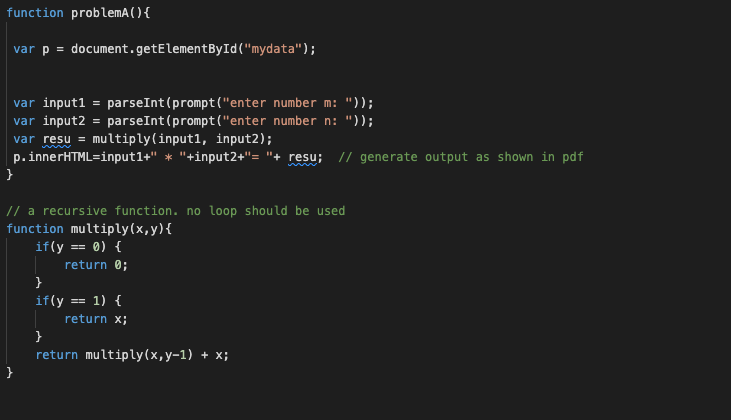 function problemA(){
var p = document.getElementById("mydata");
var input1 = parseInt(prompt("enter number m: "));
var input2 = parseInt(prompt("enter number n: "));
var resu = multiply(input1, input2);
p.innerHTML=input1+" * "+input2+"= "+ resu;  // generate output as shown in pdf
}
// a recursive function. no loop should be used
function multiply(x,y){
if(y == 0) {
return 0;
}
if(y == 1) {
return x;
}
return multiply(x,y-1) + x;
}